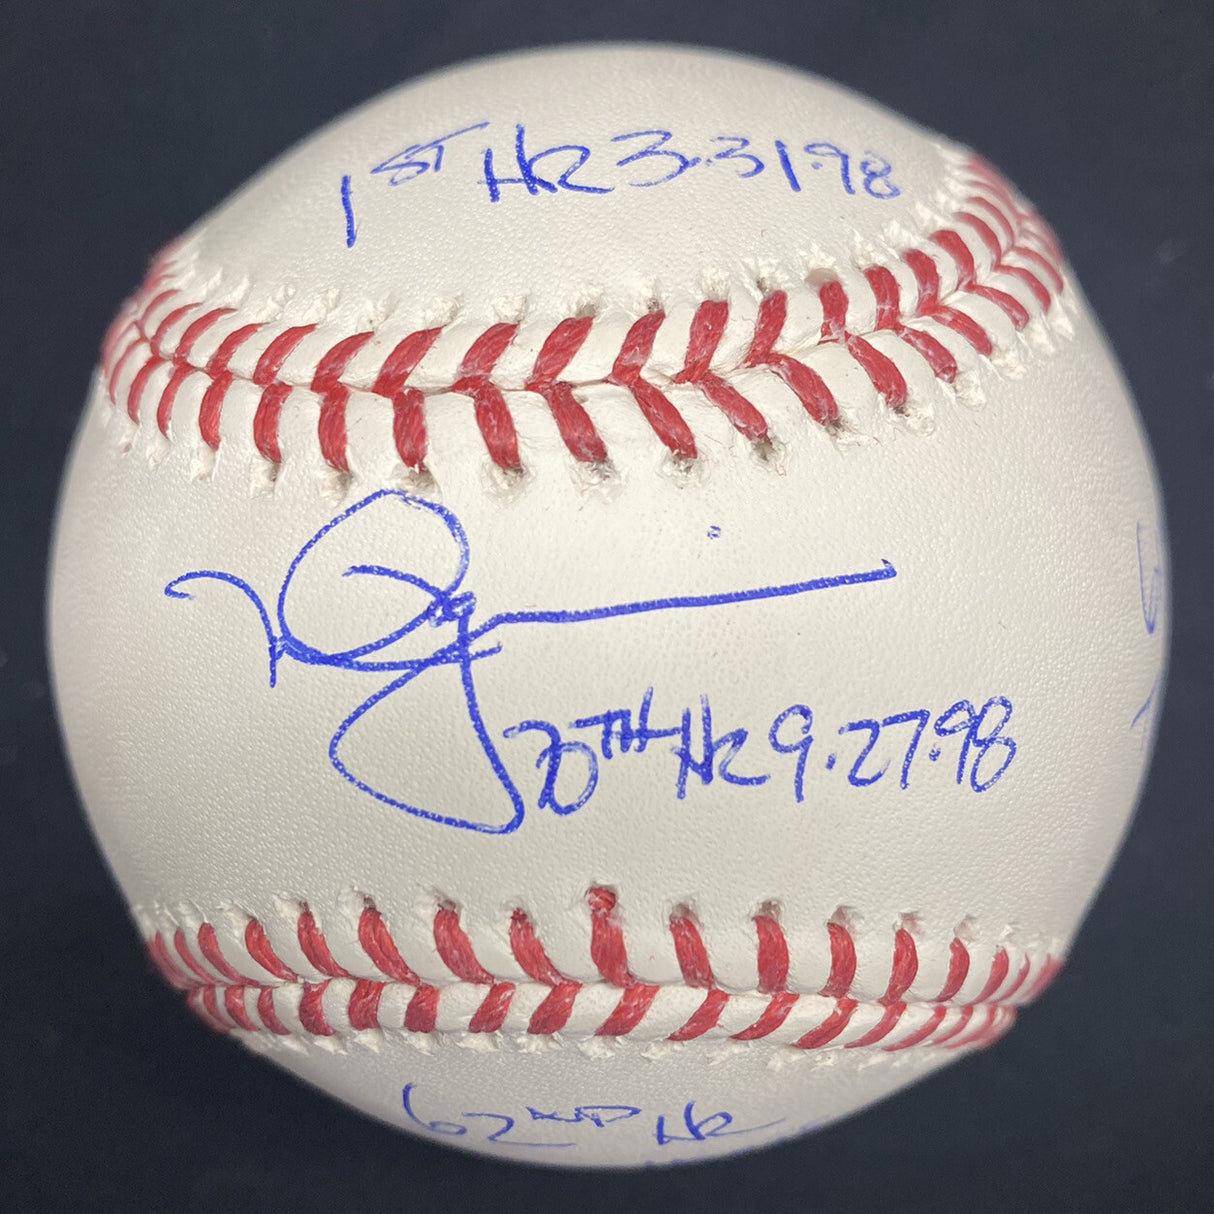 1ST HR 3.31.98
70TH HR 9.27.98
62ND HR